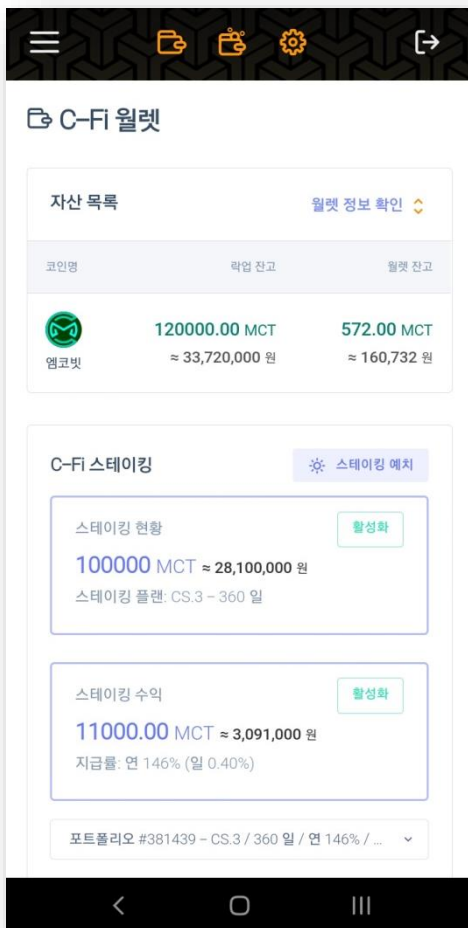 C-Fi 월렛
자산 목록 월렛 정보 확인
코인명 락업 잔고 월렛 잔고
120000.00 MCT 572.00 MCT
엠코빗 ≈ 33,720,000 원 ≈ 160,732 원
C-Fi 스테이킹 스테이킹 예치
스테이킹 현황 활성화
100000 MCT ≈ 28,100,000 원
스테이킹 플랜: CS.3 - 360 일
스테이킹 수익 활성화
11000.00 MCT ≈ 3,091,000 원
지급률: 연 146% (일 0.40%)
포트폴리오 #381439 - CS.3 / 360 일 / 연 146% / ...